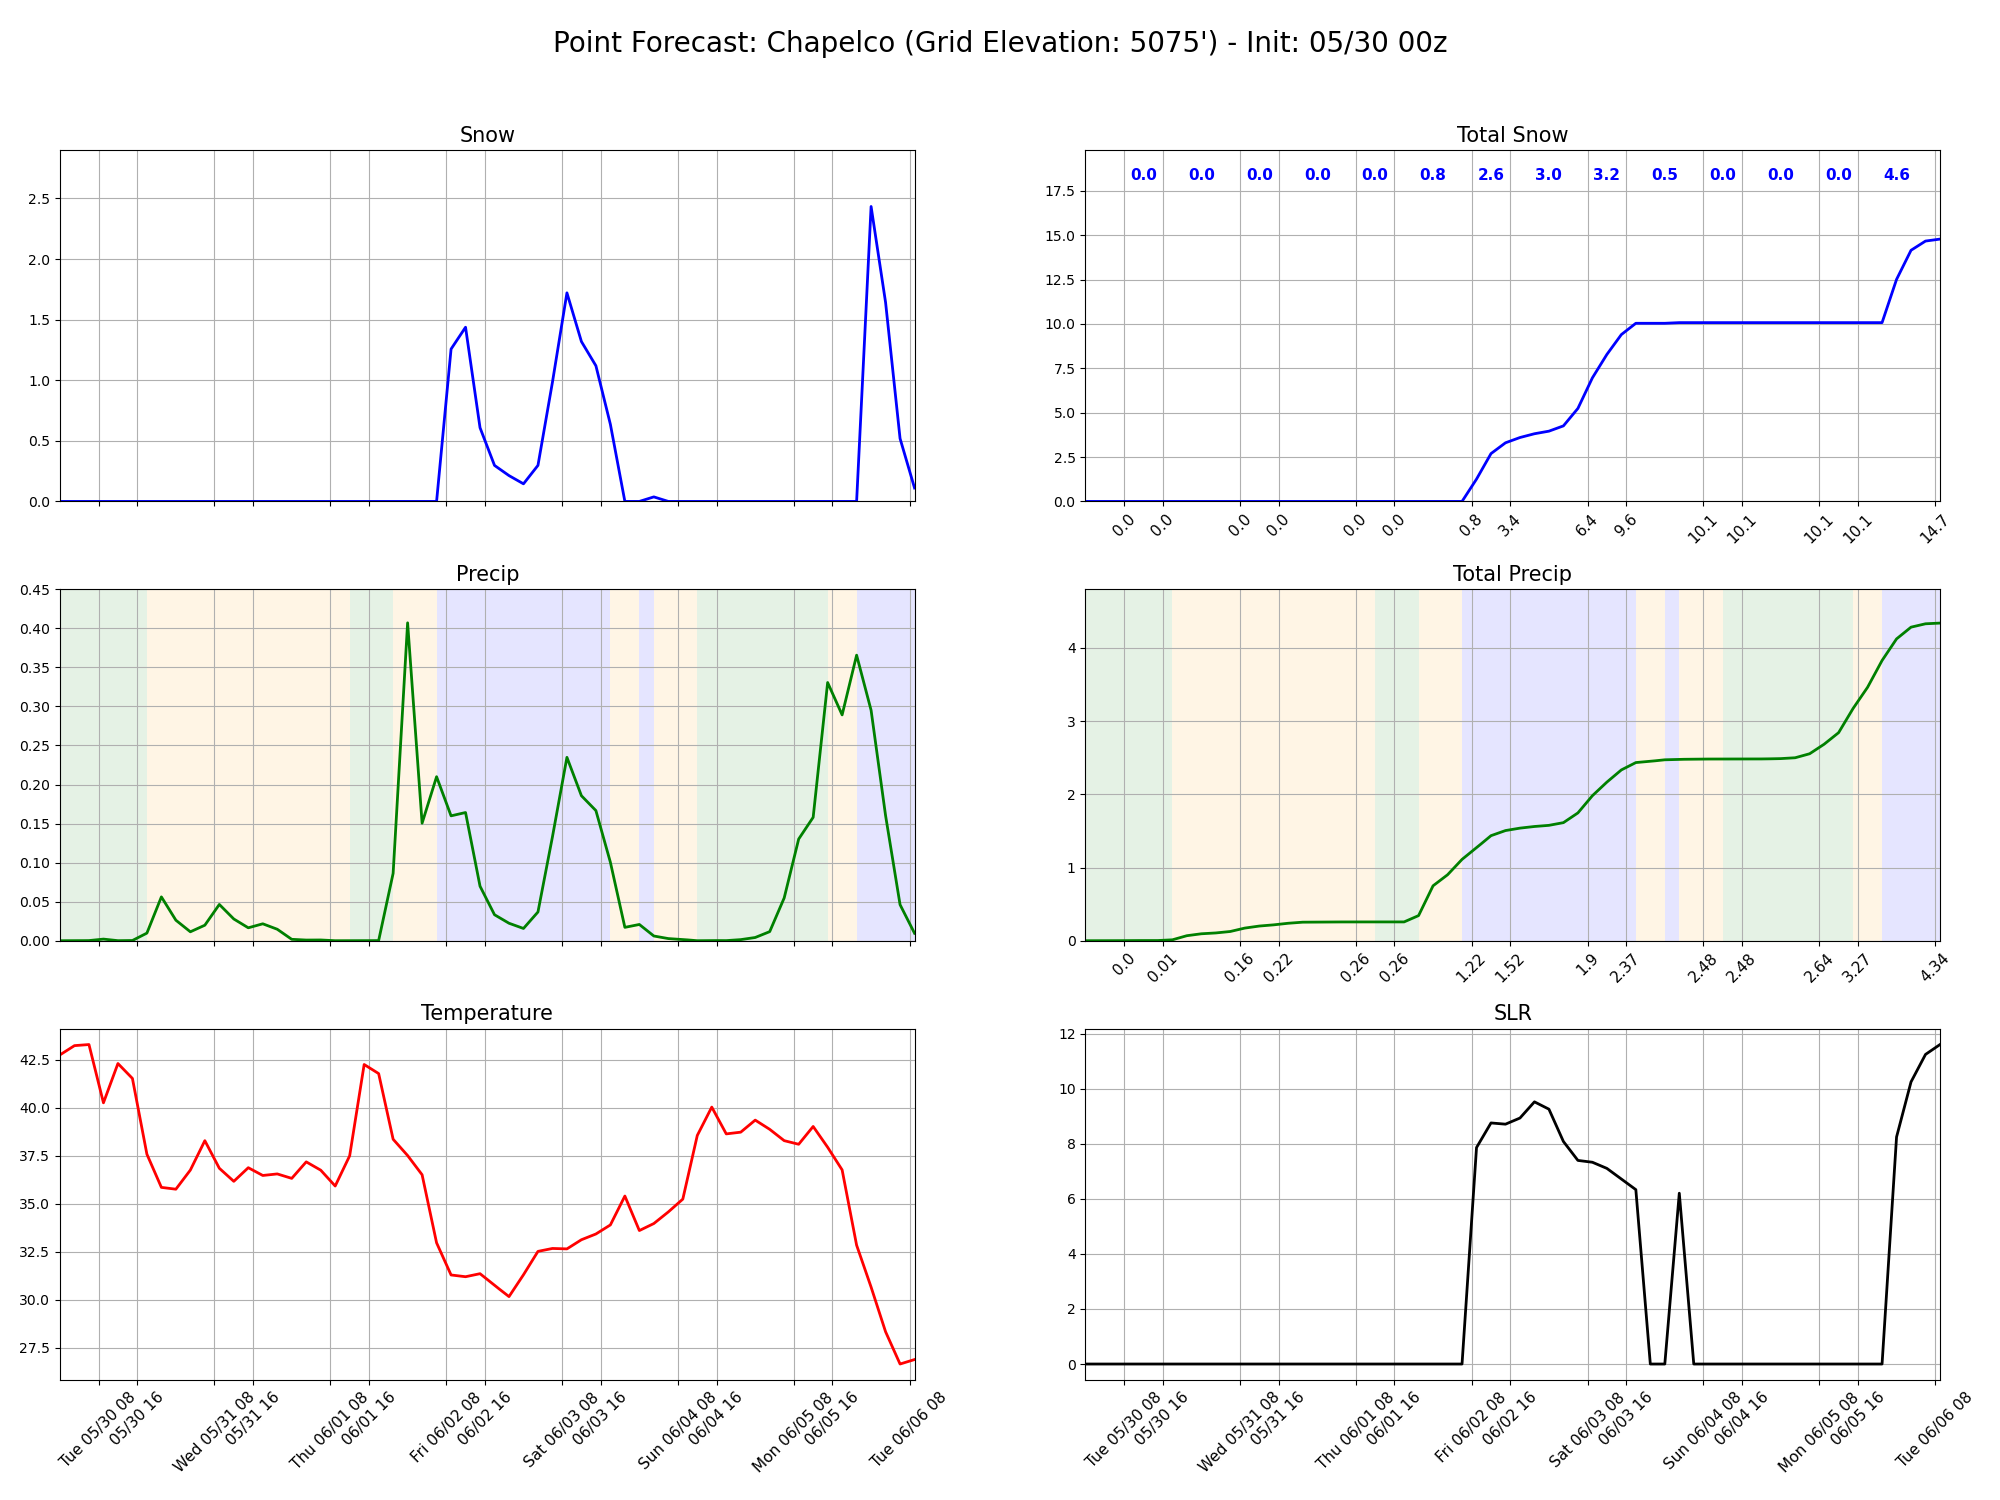 Point Forecast: Chapelco (Grid Elevation: 5075') - Init: 05/30 00z
Snow
2.5
2.0
1.5
1.0
0.5
0.0
Total Snow
0.0 0.0 0.0 0.0 0.0 0.8 2.6 3.0 3.2 0.5 0.0 0.0 0.0 4.6
17.5
15.0
12.5
10.0
7.5
5.0
2.5
0.0
0.0 0.0 0.0 0.0 0.0 0.0 0.8 3.4 6.4 9.6 10.1 10.1 10.1 10.1 14.7
Precip
0.45
0.40
0.35
0.30
0.25
0.20
0.15
0.10
0.05
0.00
Total Precip
4
3
2
1
0
0.0 0.01 0.16 0.22 0.26 0.26 1.22 1.52 1.9 2.37 2.48 2.48 2.64 3.27 4.34
Temperature
42.5
40.0
37.5
35.0
32.5
30.0
27.5
Tue 05/30 08
05/30 16
Wed 05/31 08
05/31 16
Thu 06/01 08
06/01 16
Fri 06/02 08
06/02 16
Sat 06/03 08
06/03 16
Sun 06/04 08
06/04 16
Mon 06/05 08
06/05 16
Tue 06/06 08
SLR
12
10
8
6
4
2
0
Tue 05/30 08
05/30 16
Wed 05/31 08
05/31 16
Thu 06/01 08
06/01 16
Fri 06/02 08
06/02 16
Sat 06/03 08
06/03 16
Sun 06/04 08
06/04 16
Mon 06/05 08
06/05 16
Tue 06/06 08